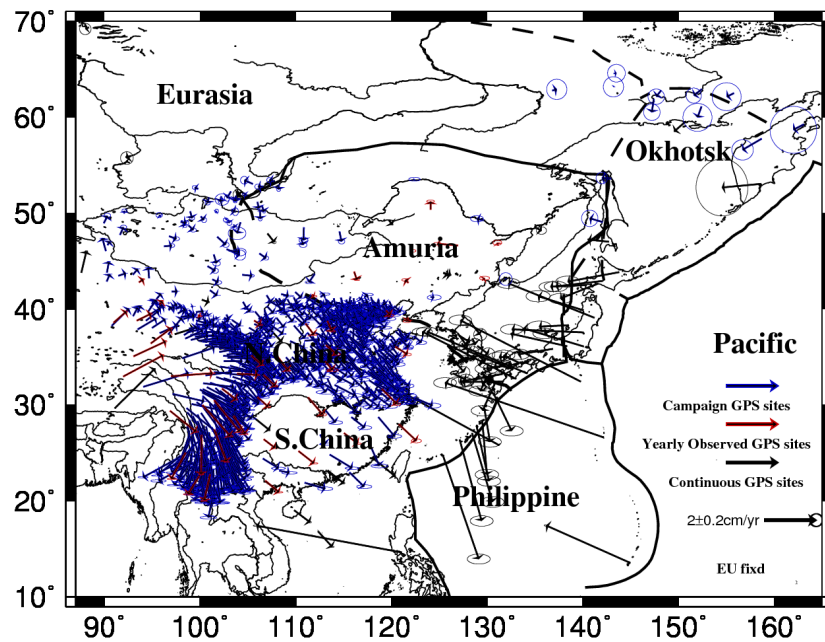 70°
60°
50°
40°
30°
20°
10°
Eurasia
Okhotsk
Amuria
N.China
S.China
Philippine
Pacific
Campaign GPS sites
Yearly Observed GPS sites
Continuous GPS sites
2±0.2cm/yr
EU fixd
90° 100° 110° 120° 130° 140° 150° 160°